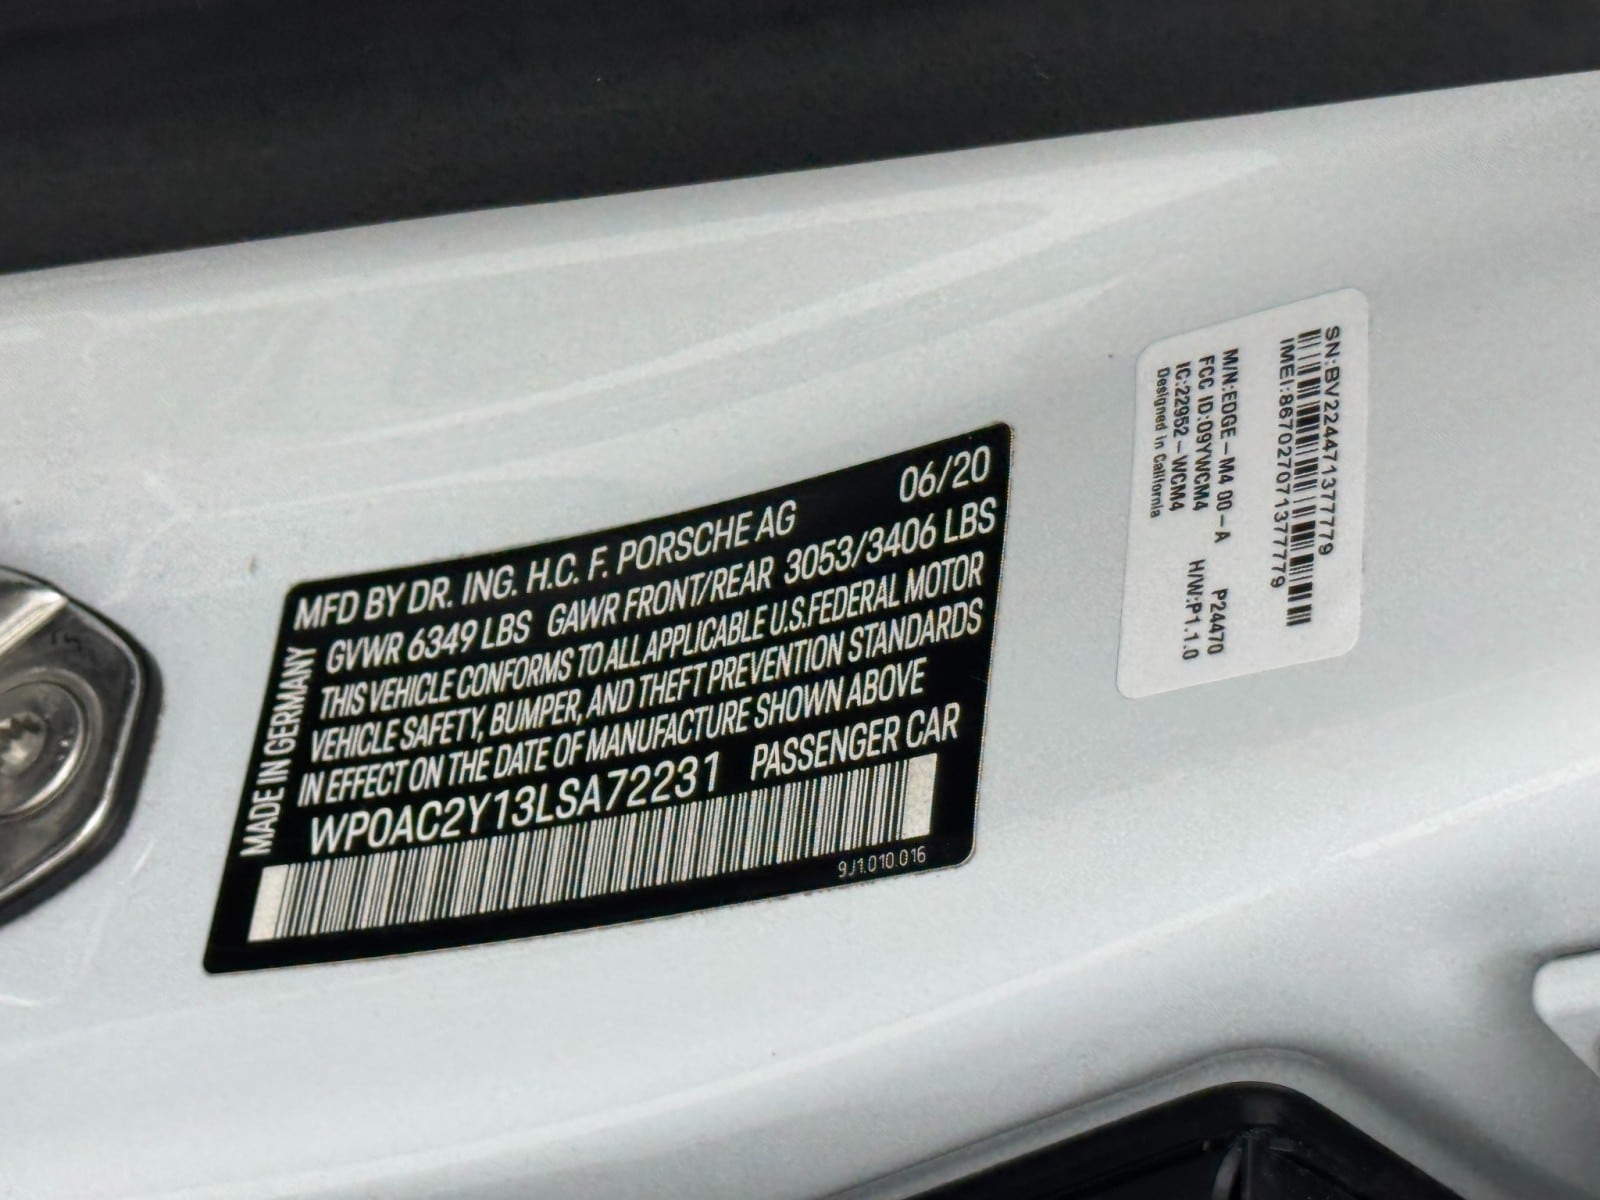 MFD BY DR. ING. H.C. F. PORSCHE AG 06/20
GVWR 6349 LBS GAWR FRONT/REAR 3053/3406 LBS
THIS VEHICLE CONFORMS TO ALL APPLICABLE U.S.FEDERAL MOTOR
VEHICLE SAFETY, BUMPER, AND THEFT PREVENTION STANDARDS
IN EFFECT ON THE DATE OF MANUFACTURE SHOWN ABOVE
WP0AC2Y13LSA72231 PASSENGER CAR
9J1.010.016
MADE IN GERMANY
SN:BV224471377779
IMEI:867027071377779
M/N:EDGE-M4 00-A P24470
FCC ID:09YWCM4 H/W:P1.1.0
IC:22952-WCM4
Designed in California